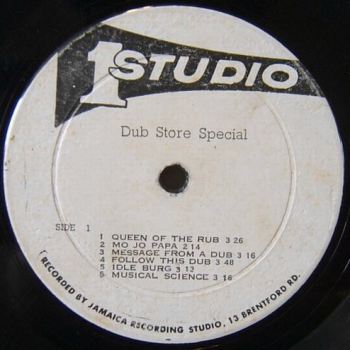 1 STUDIO
Dub Store Special
SIDE 1
1 QUEEN OF THE RUB 3 26
2 MO JO PAPA 2 14
3 MESSAGE FROM A DUB 3 16
4 FOLLOW THIS DUB 3 48
5 IDLE BURG 3 12
6 MUSICAL SCIENCE 3 16
RECORDED BY JAMAICA RECORDING STUDIO, 13 BRENTFORD RD.